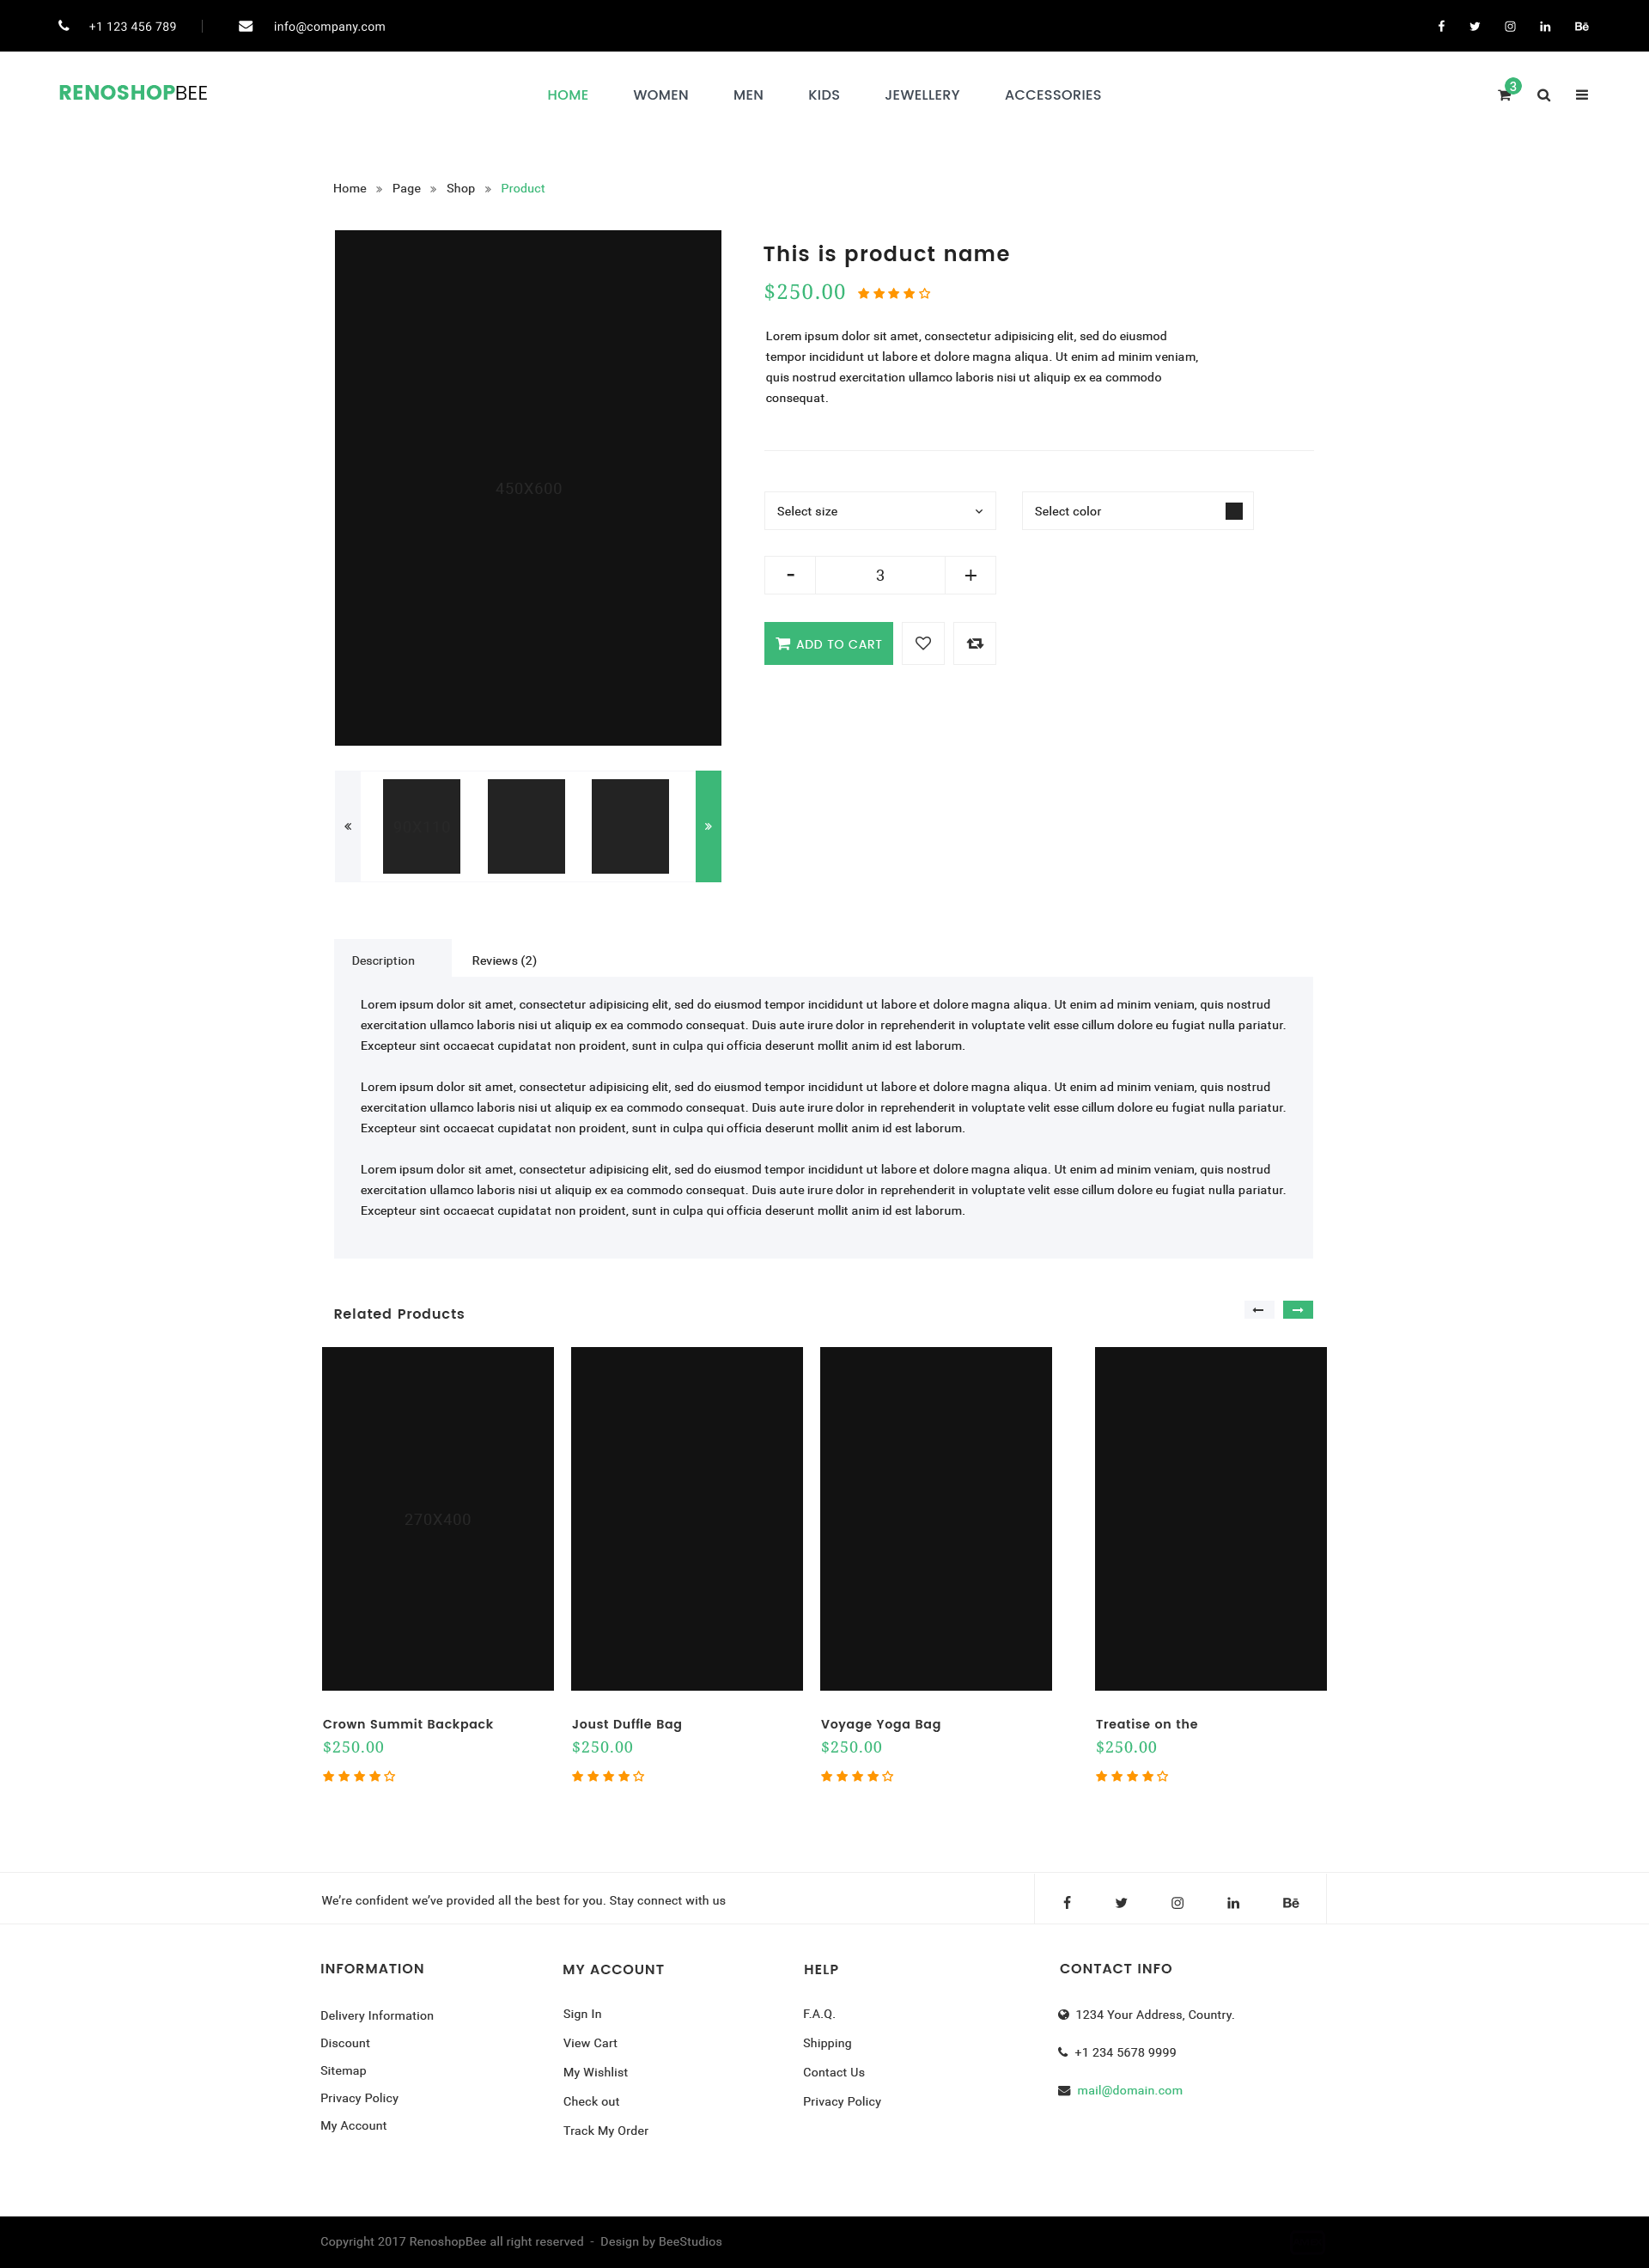 +1 123 456 789
info@company.com
RENOSHOPBEE
HOME WOMEN MEN KIDS JEWELLERY ACCESSORIES
3
Home » Page » Shop » Product
This is product name
$250.00
Lorem ipsum dolor sit amet, consectetur adipisicing elit, sed do eiusmod
tempor incididunt ut labore et dolore magna aliqua. Ut enim ad minim veniam,
quis nostrud exercitation ullamco laboris nisi ut aliquip ex ea commodo
consequat.
450X600
Select size
Select color
- 3 +
ADD TO CART
Description
Reviews (2)
Lorem ipsum dolor sit amet, consectetur adipisicing elit, sed do eiusmod tempor incididunt ut labore et dolore magna aliqua. Ut enim ad minim veniam, quis nostrud
exercitation ullamco laboris nisi ut aliquip ex ea commodo consequat. Duis aute irure dolor in reprehenderit in voluptate velit esse cillum dolore eu fugiat nulla pariatur.
Excepteur sint occaecat cupidatat non proident, sunt in culpa qui officia deserunt mollit anim id est laborum.
Lorem ipsum dolor sit amet, consectetur adipisicing elit, sed do eiusmod tempor incididunt ut labore et dolore magna aliqua. Ut enim ad minim veniam, quis nostrud
exercitation ullamco laboris nisi ut aliquip ex ea commodo consequat. Duis aute irure dolor in reprehenderit in voluptate velit esse cillum dolore eu fugiat nulla pariatur.
Excepteur sint occaecat cupidatat non proident, sunt in culpa qui officia deserunt mollit anim id est laborum.
Lorem ipsum dolor sit amet, consectetur adipisicing elit, sed do eiusmod tempor incididunt ut labore et dolore magna aliqua. Ut enim ad minim veniam, quis nostrud
exercitation ullamco laboris nisi ut aliquip ex ea commodo consequat. Duis aute irure dolor in reprehenderit in voluptate velit esse cillum dolore eu fugiat nulla pariatur.
Excepteur sint occaecat cupidatat non proident, sunt in culpa qui officia deserunt mollit anim id est laborum.
Related Products
270X400
Crown Summit Backpack
$250.00
Joust Duffle Bag
$250.00
Voyage Yoga Bag
$250.00
Treatise on the
$250.00
We’re confident we’ve provided all the best for you. Stay connect with us
INFORMATION
Delivery Information
Discount
Sitemap
Privacy Policy
My Account
MY ACCOUNT
Sign In
View Cart
My Wishlist
Check out
Track My Order
HELP
F.A.Q.
Shipping
Contact Us
Privacy Policy
CONTACT INFO
1234 Your Address, Country.
+1 234 5678 9999
mail@domain.com
Copyright 2017 RenoshopBee all right reserved - Design by BeeStudios